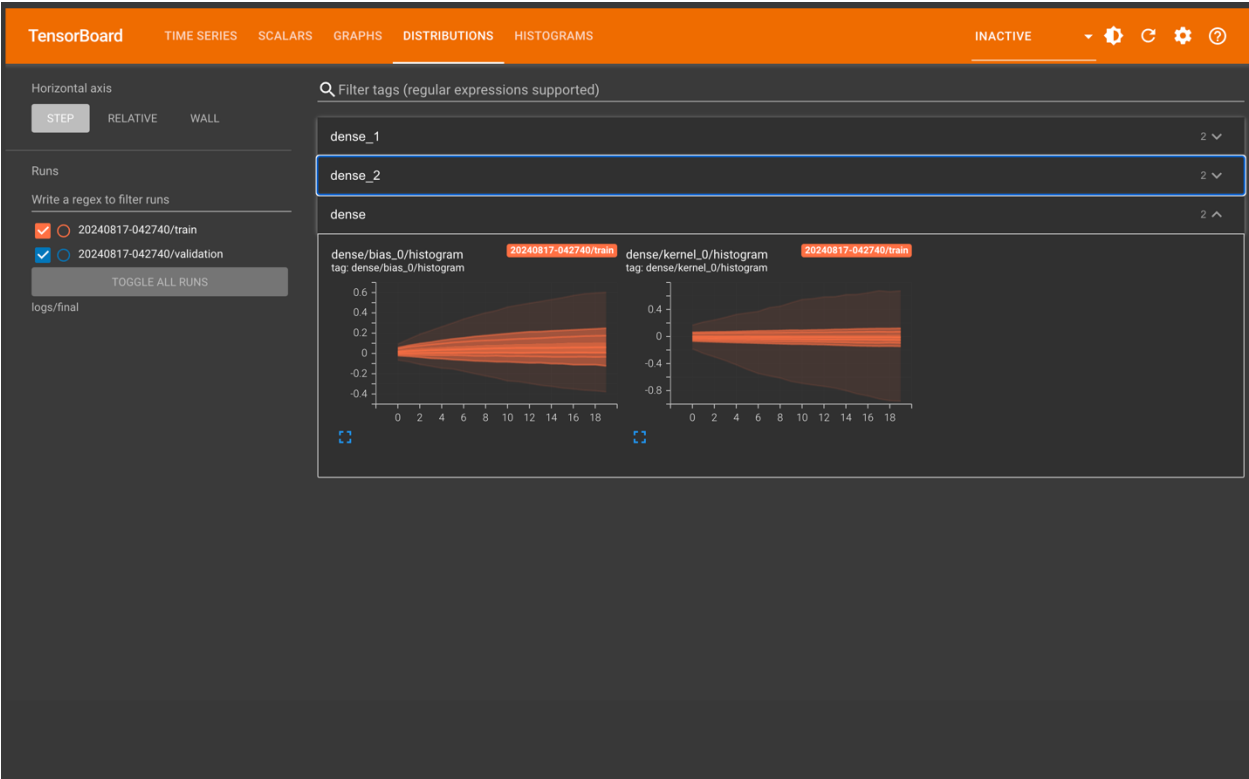 TensorBoard TIME SERIES SCALARS GRAPHS DISTRIBUTIONS HISTOGRAMS INACTIVE
Horizontal axis
STEP RELATIVE WALL
Runs
Write a regex to filter runs
20240817-042740/train
20240817-042740/validation
TOGGLE ALL RUNS
logs/final
Filter tags (regular expressions supported)
dense_1 2
dense_2 2
dense 2
dense/bias_0/histogram 20240817-042740/train
tag: dense/bias_0/histogram
0.6
0.4
0.2
0
-0.2
-0.4
0 2 4 6 8 10 12 14 16 18
dense/kernel_0/histogram 20240817-042740/train
tag: dense/kernel_0/histogram
0.4
0
-0.4
-0.8
0 2 4 6 8 10 12 14 16 18